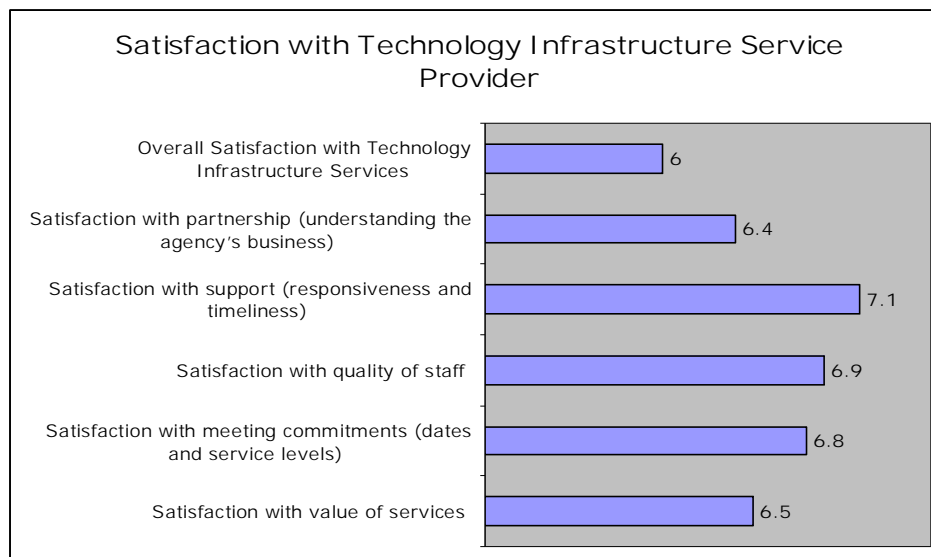 Satisfaction with Technology Infrastructure Service
Provider
Overall Satisfaction with Technology
Infrastructure Services
6
Satisfaction with partnership (understanding the
agency's business)
6.4
Satisfaction with support (responsiveness and
timeliness)
7.1
Satisfaction with quality of staff
6.9
Satisfaction with meeting commitments (dates
and service levels)
6.8
Satisfaction with value of services
6.5